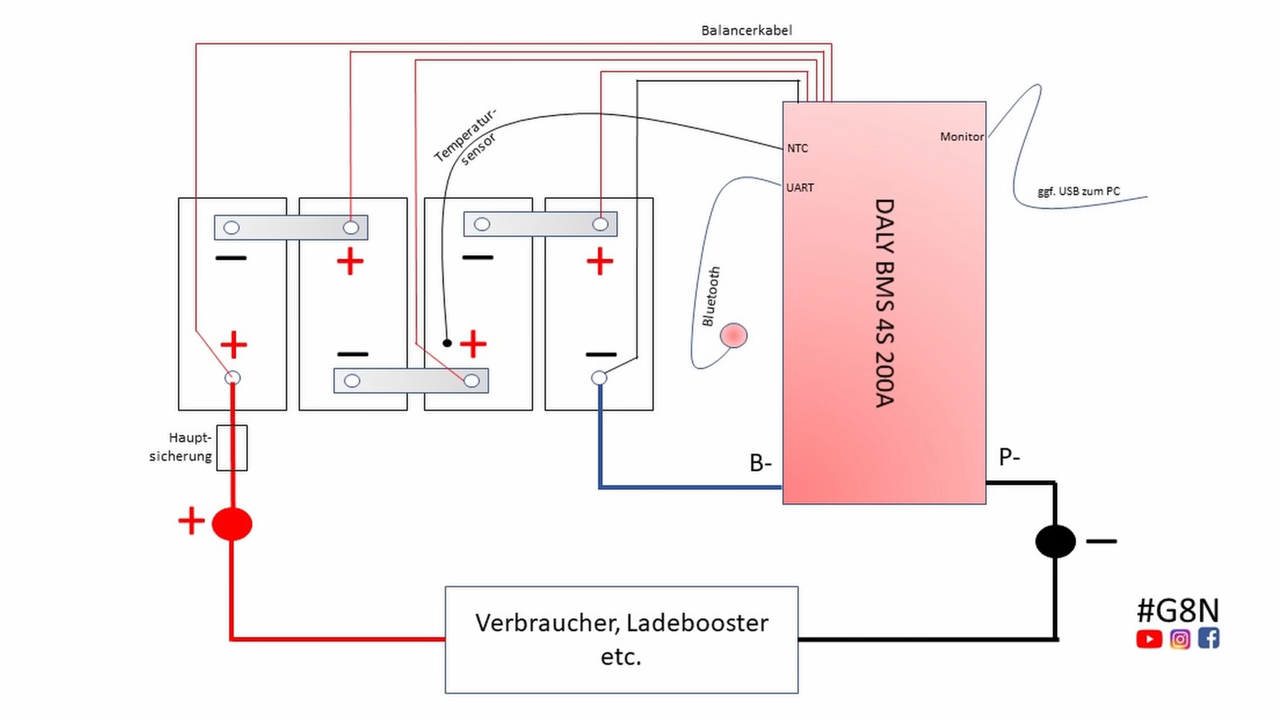 Balancerkabel
Temperatur-
sensor
NTC
Monitor
UART
ggf. USB zum PC
DALY BMS 4S 200A
Bluetooth
− + − +
+ − + −
Haupt-
sicherung
B-
P-
+
−
Verbraucher, Ladebooster
etc.
#G8N